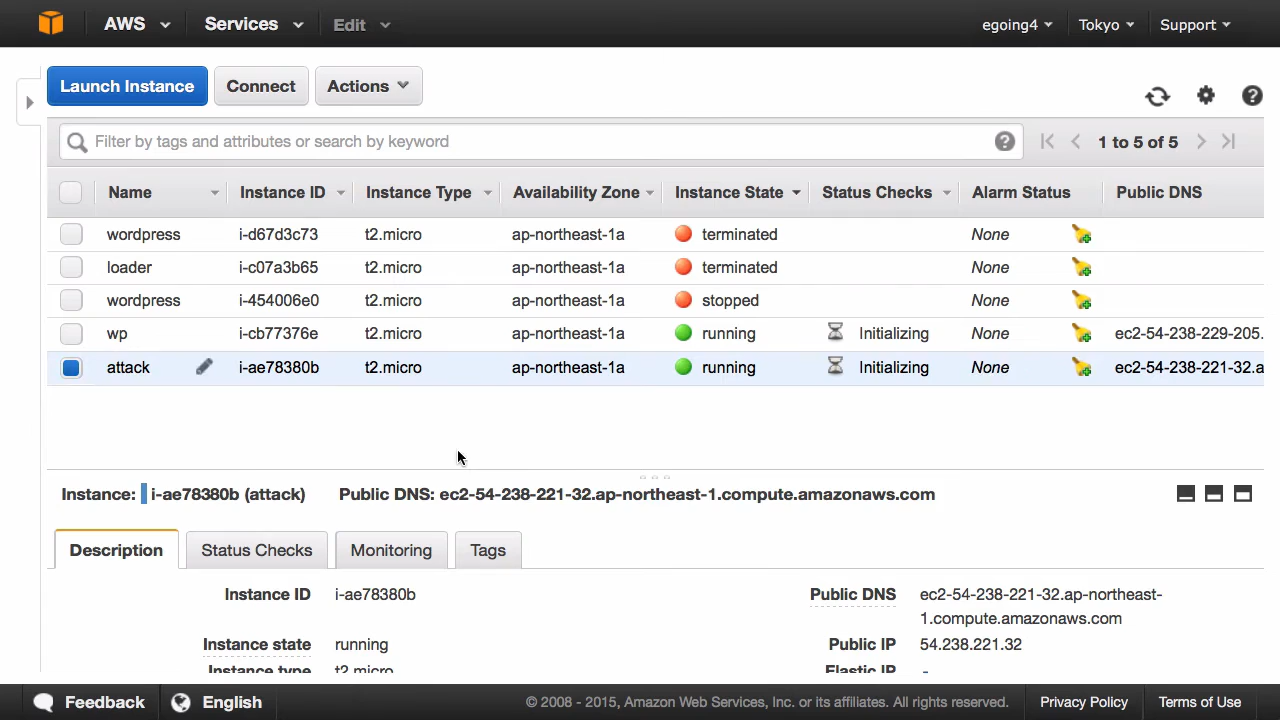 AWS Services Edit egoing4 Tokyo Support
Launch Instance Connect Actions
Filter by tags and attributes or search by keyword 1 to 5 of 5
Name Instance ID Instance Type Availability Zone Instance State Status Checks Alarm Status Public DNS
wordpress i-d67d3c73 t2.micro ap-northeast-1a terminated None
loader i-c07a3b65 t2.micro ap-northeast-1a terminated None
wordpress i-454006e0 t2.micro ap-northeast-1a stopped None
wp i-cb77376e t2.micro ap-northeast-1a running Initializing None ec2-54-238-229-205.
attack i-ae78380b t2.micro ap-northeast-1a running Initializing None ec2-54-238-221-32.a
Instance: i-ae78380b (attack) Public DNS: ec2-54-238-221-32.ap-northeast-1.compute.amazonaws.com
Description Status Checks Monitoring Tags
Instance ID i-ae78380b Public DNS ec2-54-238-221-32.ap-northeast-
1.compute.amazonaws.com
Instance state running Public IP 54.238.221.32
Instance type t2.micro Elastic IP -
Feedback English © 2008 - 2015, Amazon Web Services, Inc. or its affiliates. All rights reserved. Privacy Policy Terms of Use